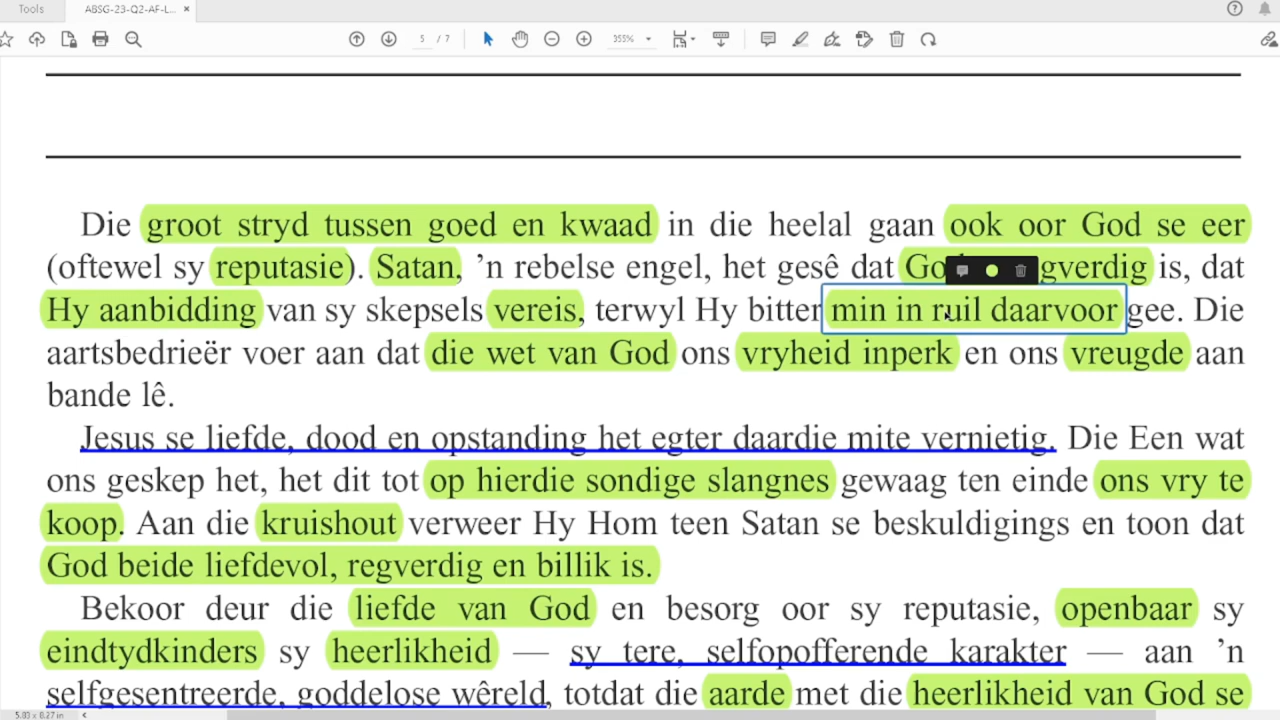 Tools
ABSG-23-Q2-AF-L... ×
5 / 7
355%
Die groot stryd tussen goed en kwaad in die heelal gaan ook oor God se eer
(oftewel sy reputasie). Satan, ’n rebelse engel, het gesê dat gverdig is, dat
Hy aanbidding van sy skepsels vereis, terwyl Hy bitter min in ruil daarvoor gee. Die
aartsbedrieër voer aan dat die wet van God ons vryheid inperk en ons vreugde aan
bande lê.
Jesus se liefde, dood en opstanding het egter daardie mite vernietig. Die Een wat
ons geskep het, het dit tot op hierdie sondige slangnes gewaag ten einde ons vry te
koop. Aan die kruishout verweer Hy Hom teen Satan se beskuldigings en toon dat
God beide liefdevol, regverdig en billik is.
Bekoor deur die liefde van God en besorg oor sy reputasie, openbaar sy
eindtydkinders sy heerlikheid — sy tere, selfopofferende karakter — aan ’n
selfgesentreerde, goddelose wêreld, totdat die aarde met die heerlikheid van God se
5.83 x 8.27 in